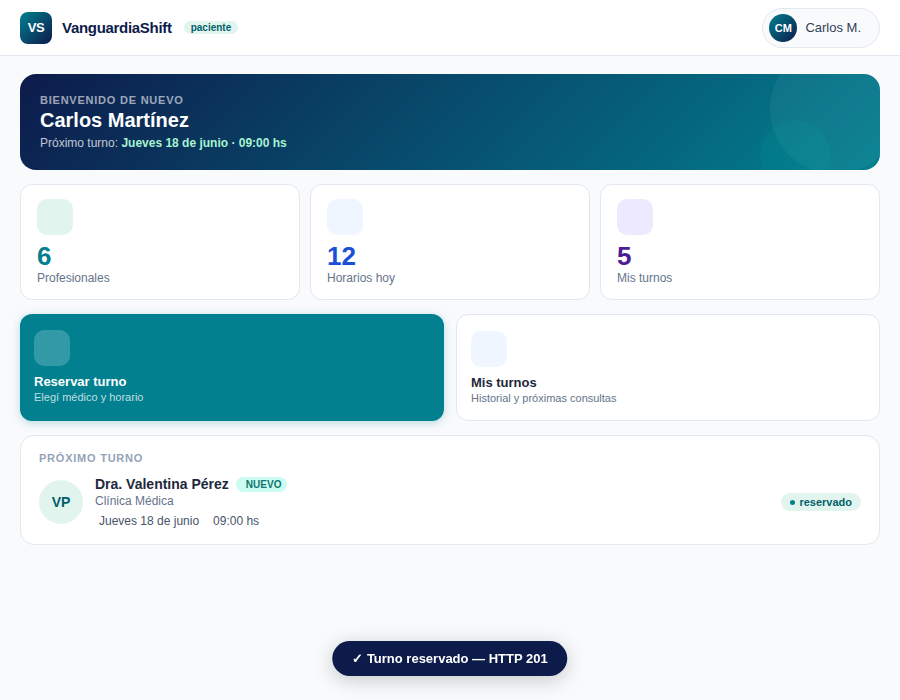 VS VanguardiaShift paciente CM Carlos M.
BIENVENIDO DE NUEVO
Carlos Martínez
Próximo turno: Jueves 18 de junio · 09:00 hs
6
Profesionales
12
Horarios hoy
5
Mis turnos
Reservar turno
Elegí médico y horario
Mis turnos
Historial y próximas consultas
PRÓXIMO TURNO
VP
Dra. Valentina Pérez NUEVO
Clínica Médica
Jueves 18 de junio 09:00 hs
reservado
✓ Turno reservado — HTTP 201